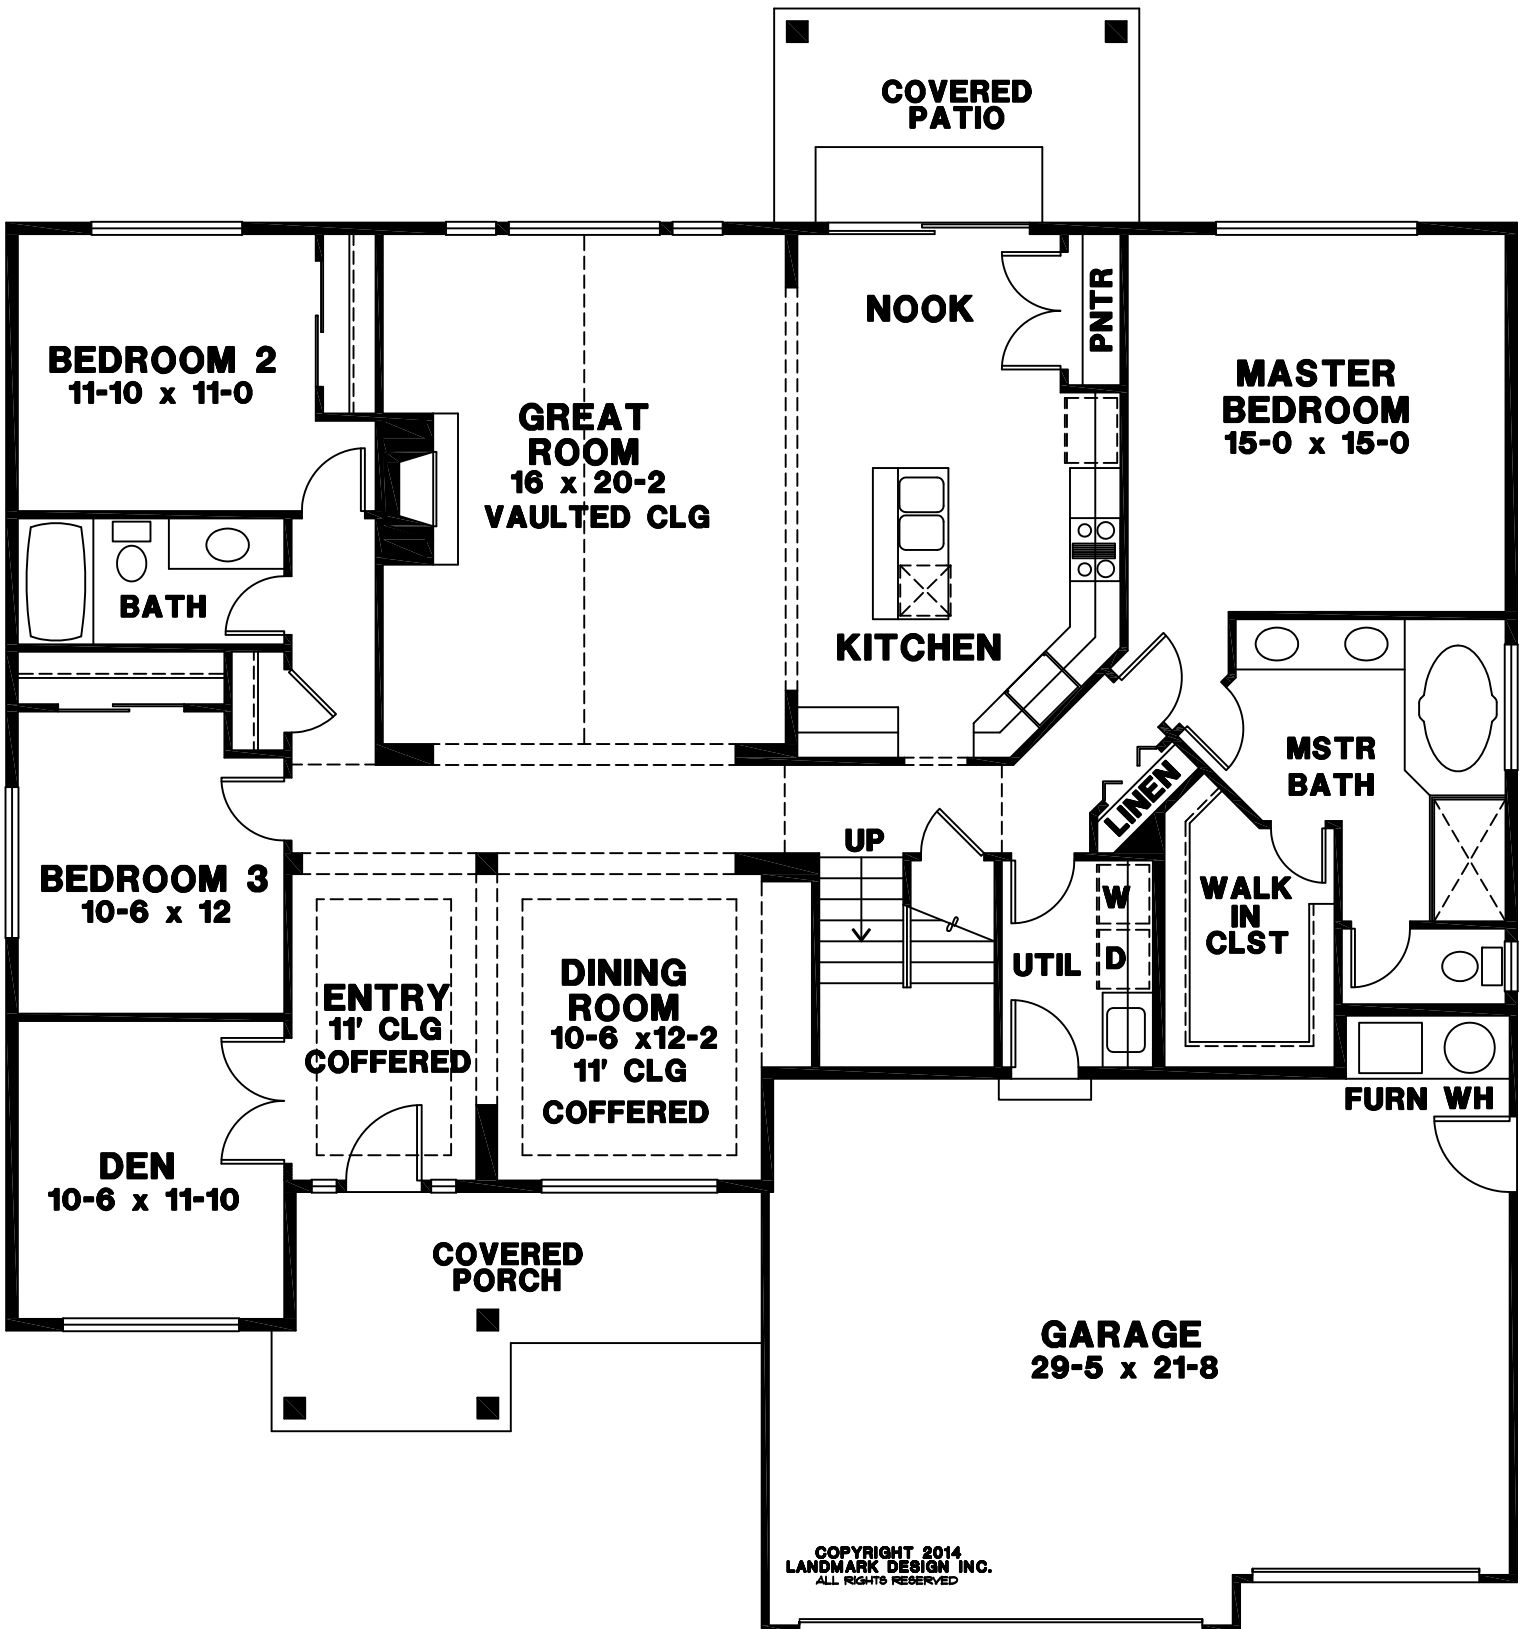 COVERED
PATIO
NOOK
PNTR
BEDROOM 2
11-10 x 11-0
GREAT
ROOM
16 x 20-2
VAULTED CLG
MASTER
BEDROOM
15-0 x 15-0
BATH
KITCHEN
MSTR
BATH
LINEN
UP
BEDROOM 3
10-6 x 12
W
D
UTIL
WALK
IN
CLST
ENTRY
11' CLG
COFFERED
DINING
ROOM
10-6 x12-2
11' CLG
COFFERED
FURN WH
DEN
10-6 x 11-10
COVERED
PORCH
GARAGE
29-5 x 21-8
COPYRIGHT 2014
LANDMARK DESIGN INC.
ALL RIGHTS RESERVED